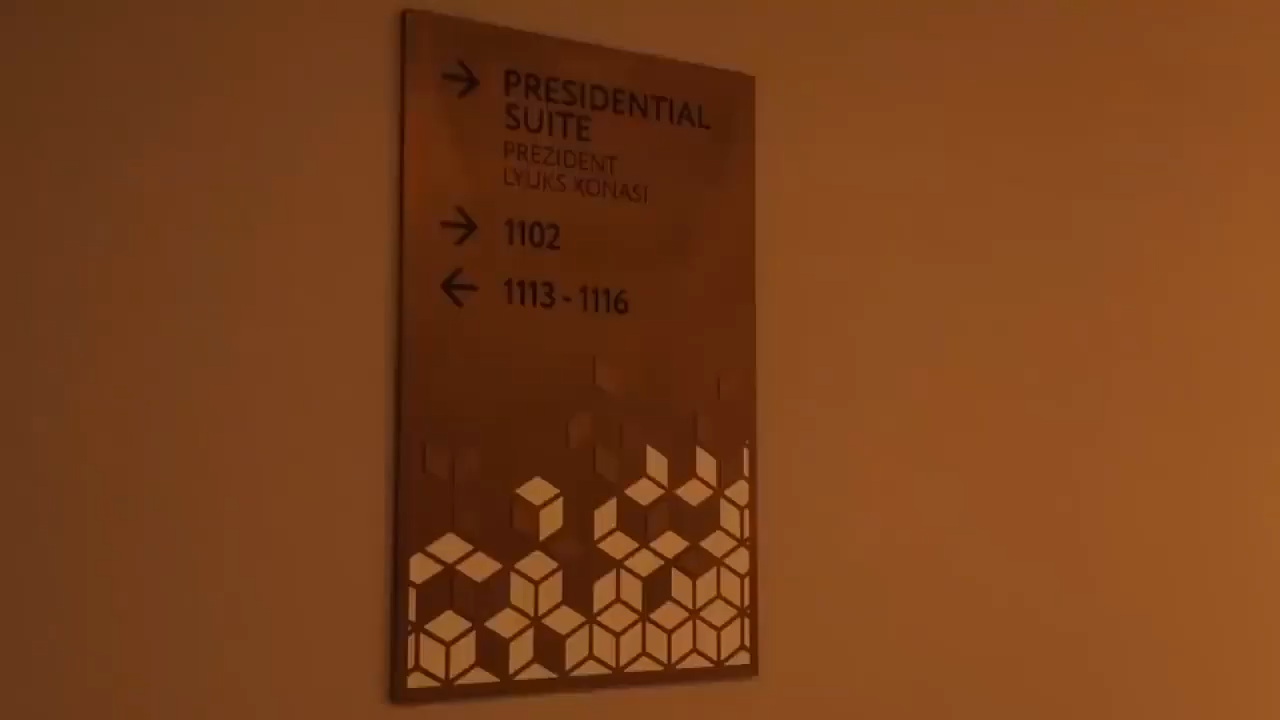 → PRESIDENTIAL
SUITE
PREZIDENT
LYUKS XONASI
→ 1102
← 1113 - 1116